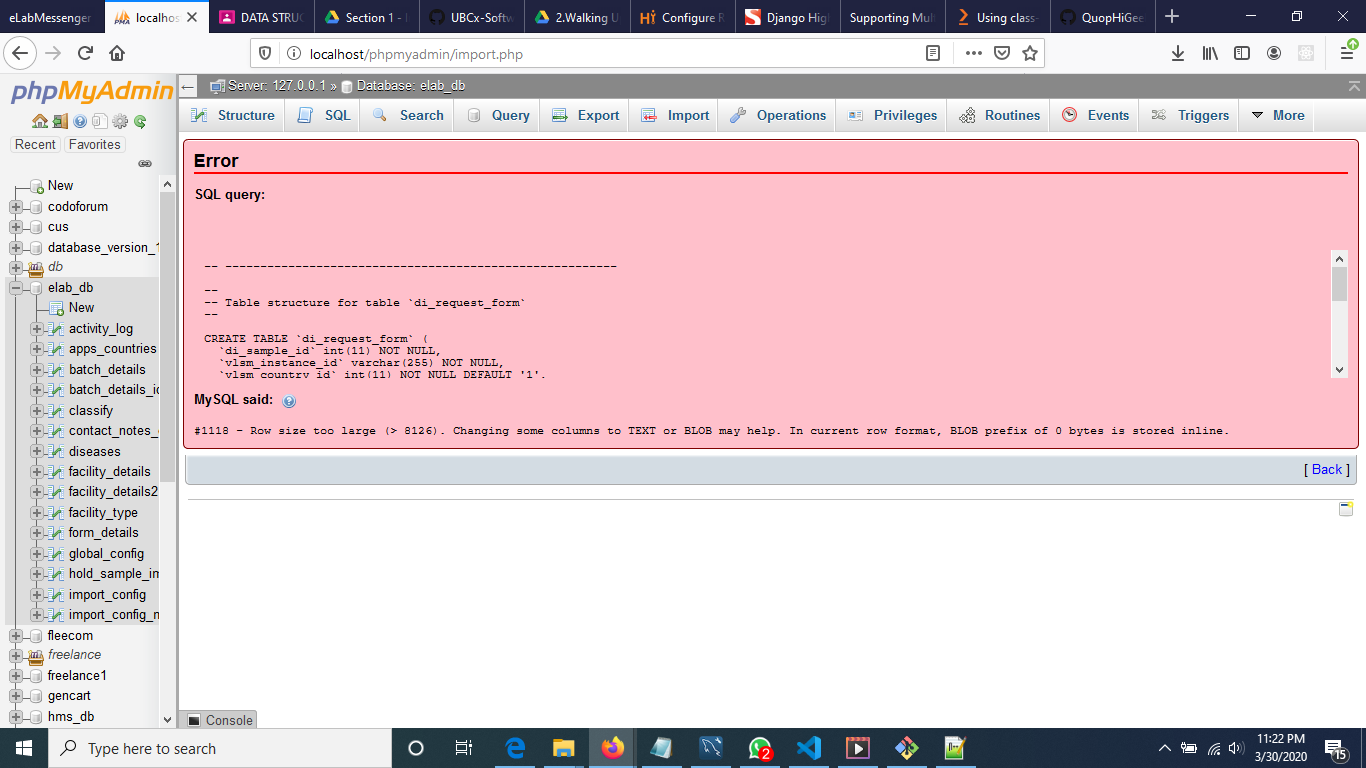 eLabMessenger
localhos
DATA STRUC
Section 1 -
UBCx-Softw
2.Walking U
Configure R
Django High
Supporting Mul
Using class-
QuopHiGee
localhost/phpmyadmin/import.php
phpMyAdmin
Recent
Favorites
New
codoforum
cus
database_version_1
db
elab_db
New
activity_log
apps_countries
batch_details
batch_details_ic
classify
contact_notes_
diseases
facility_details
facility_details2
facility_type
form_details
global_config
hold_sample_im
import_config
import_config_m
fleecom
freelance
freelance1
gencart
hms_db
Server: 127.0.0.1 » Database: elab_db
Structure
SQL
Search
Query
Export
Import
Operations
Privileges
Routines
Events
Triggers
More
Error
SQL query:
-- --------------------------------------------------------
--
-- Table structure for table `di_request_form`
--
CREATE TABLE `di_request_form` (
`di_sample_id` int(11) NOT NULL,
`vlsm_instance_id` varchar(255) NOT NULL,
`vlsm_country_id` int(11) NOT NULL DEFAULT '1',
MySQL said:
#1118 - Row size too large (> 8126). Changing some columns to TEXT or BLOB may help. In current row format, BLOB prefix of 0 bytes is stored inline.
[ Back ]
Console
Type here to search
2
11:22 PM
3/30/2020
15